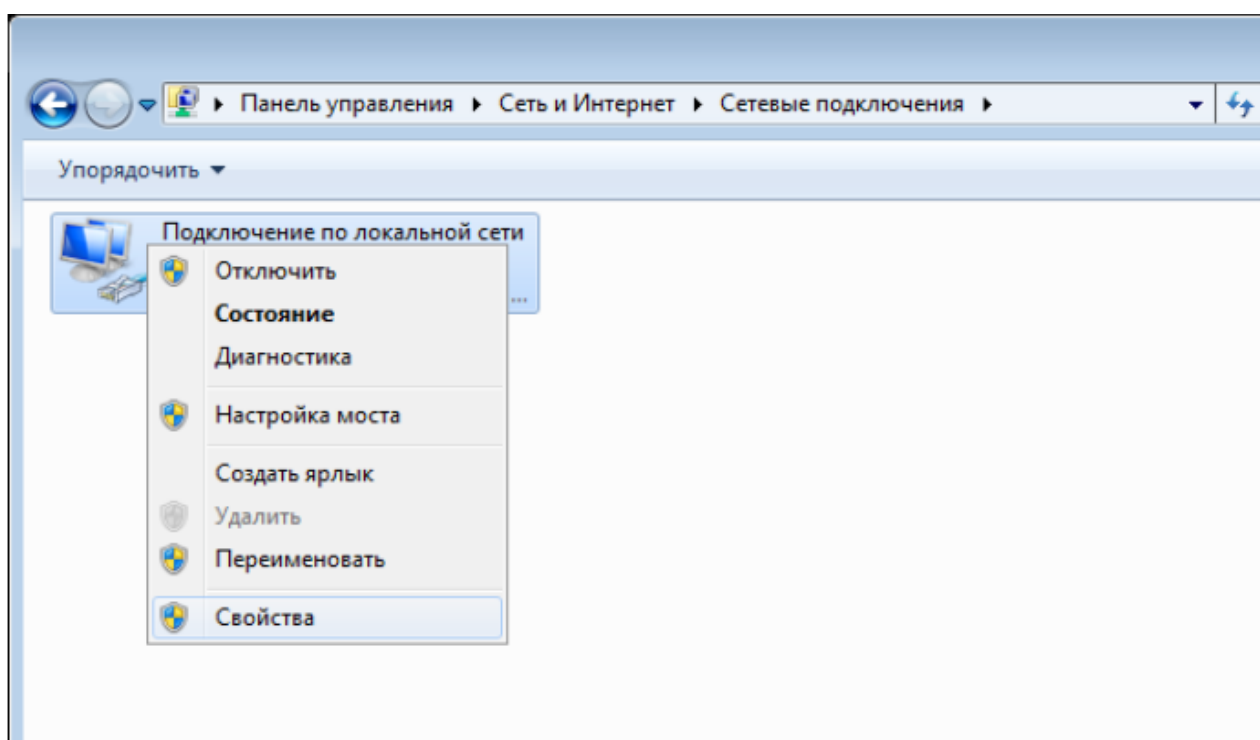 Панель управления Сеть и Интернет Сетевые подключения
Упорядочить
Подключение по локальной сети
...
Отключить
Состояние
Диагностика
Настройка моста
Создать ярлык
Удалить
Переименовать
Свойства